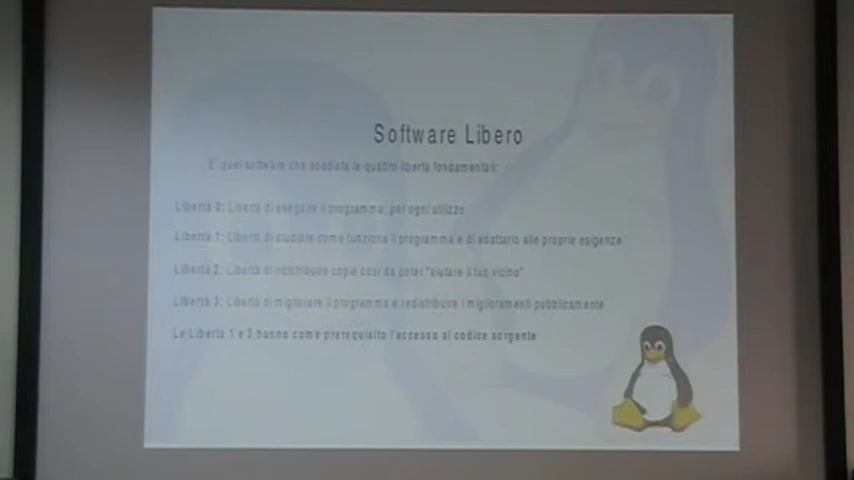 Software Libero
E' quel software che soddisfa le quattro libertà fondamentali:
Libertà 0: Libertà di eseguire il programma, per ogni utilizzo
Libertà 1: Libertà di studiare come funziona il programma e di adattarlo alle proprie esigenze
Libertà 2: Libertà di ridistribuire copie così da poter "aiutare il tuo vicino"
Libertà 3: Libertà di migliorare il programma e redistribuire i miglioramenti pubblicamente
Le Libertà 1 e 3 hanno come prerequisito l'accesso al codice sorgente